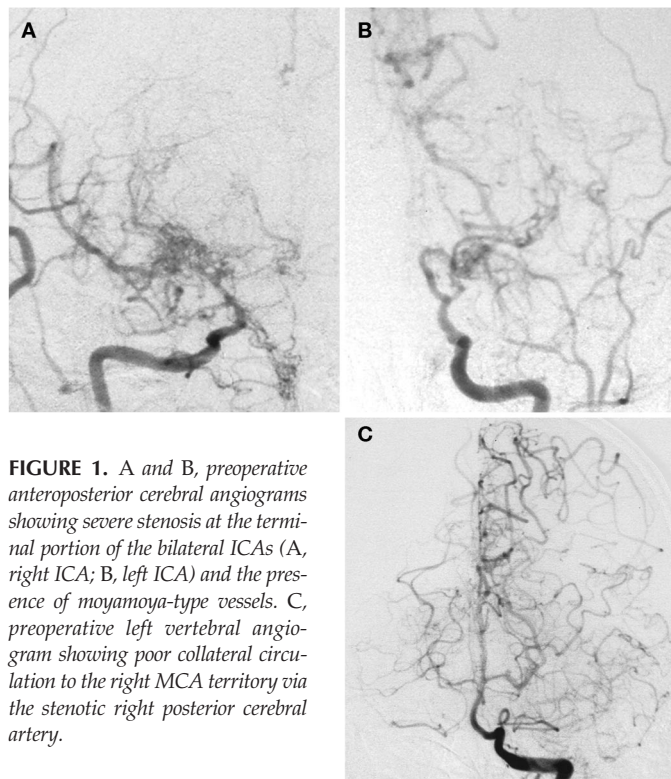 A
B
C
FIGURE 1. A and B, preoperative
anteroposterior cerebral angiograms
showing severe stenosis at the termi-
nal portion of the bilateral ICAs (A,
right ICA; B, left ICA) and the pres-
ence of moyamoya-type vessels. C,
preoperative left vertebral angio-
gram showing poor collateral circu-
lation to the right MCA territory via
the stenotic right posterior cerebral
artery.